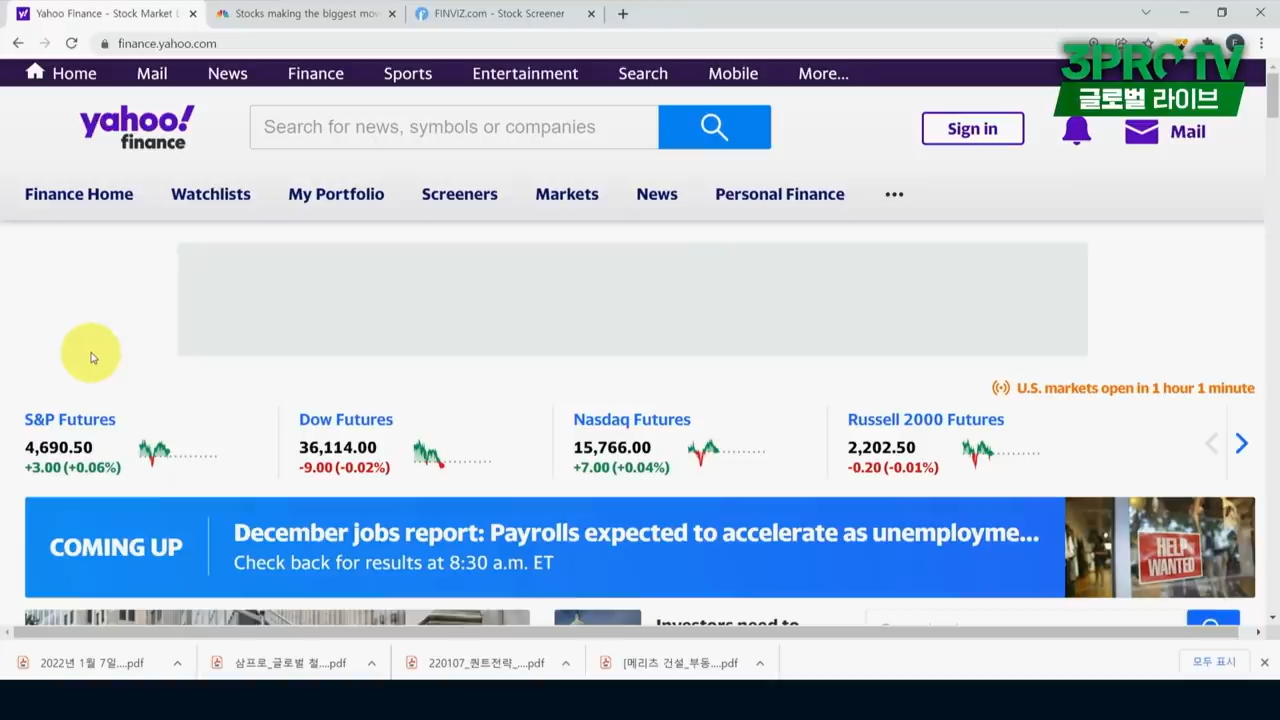 Yahoo Finance - Stock Market L
Stocks making the biggest mov
FINVIZ.com - Stock Screener
finance.yahoo.com
Home Mail News Finance Sports Entertainment Search Mobile More...
3PROTV
글로벌 라이브
yahoo!
finance
Search for news, symbols or companies
Sign in
Mail
Finance Home Watchlists My Portfolio Screeners Markets News Personal Finance
U.S. markets open in 1 hour 1 minute
S&P Futures
4,690.50
+3.00 (+0.06%)
Dow Futures
36,114.00
-9.00 (-0.02%)
Nasdaq Futures
15,766.00
+7.00 (+0.04%)
Russell 2000 Futures
2,202.50
-0.20 (-0.01%)
COMING UP
December jobs report: Payrolls expected to accelerate as unemployme...
Check back for results at 8:30 a.m. ET
HELP
WANTED
Investors need to
2022년 1월 7일....pdf
삼프로_글로벌 철....pdf
220107_퀀트전략_....pdf
[메리츠 건설_부동....pdf
모두 표시